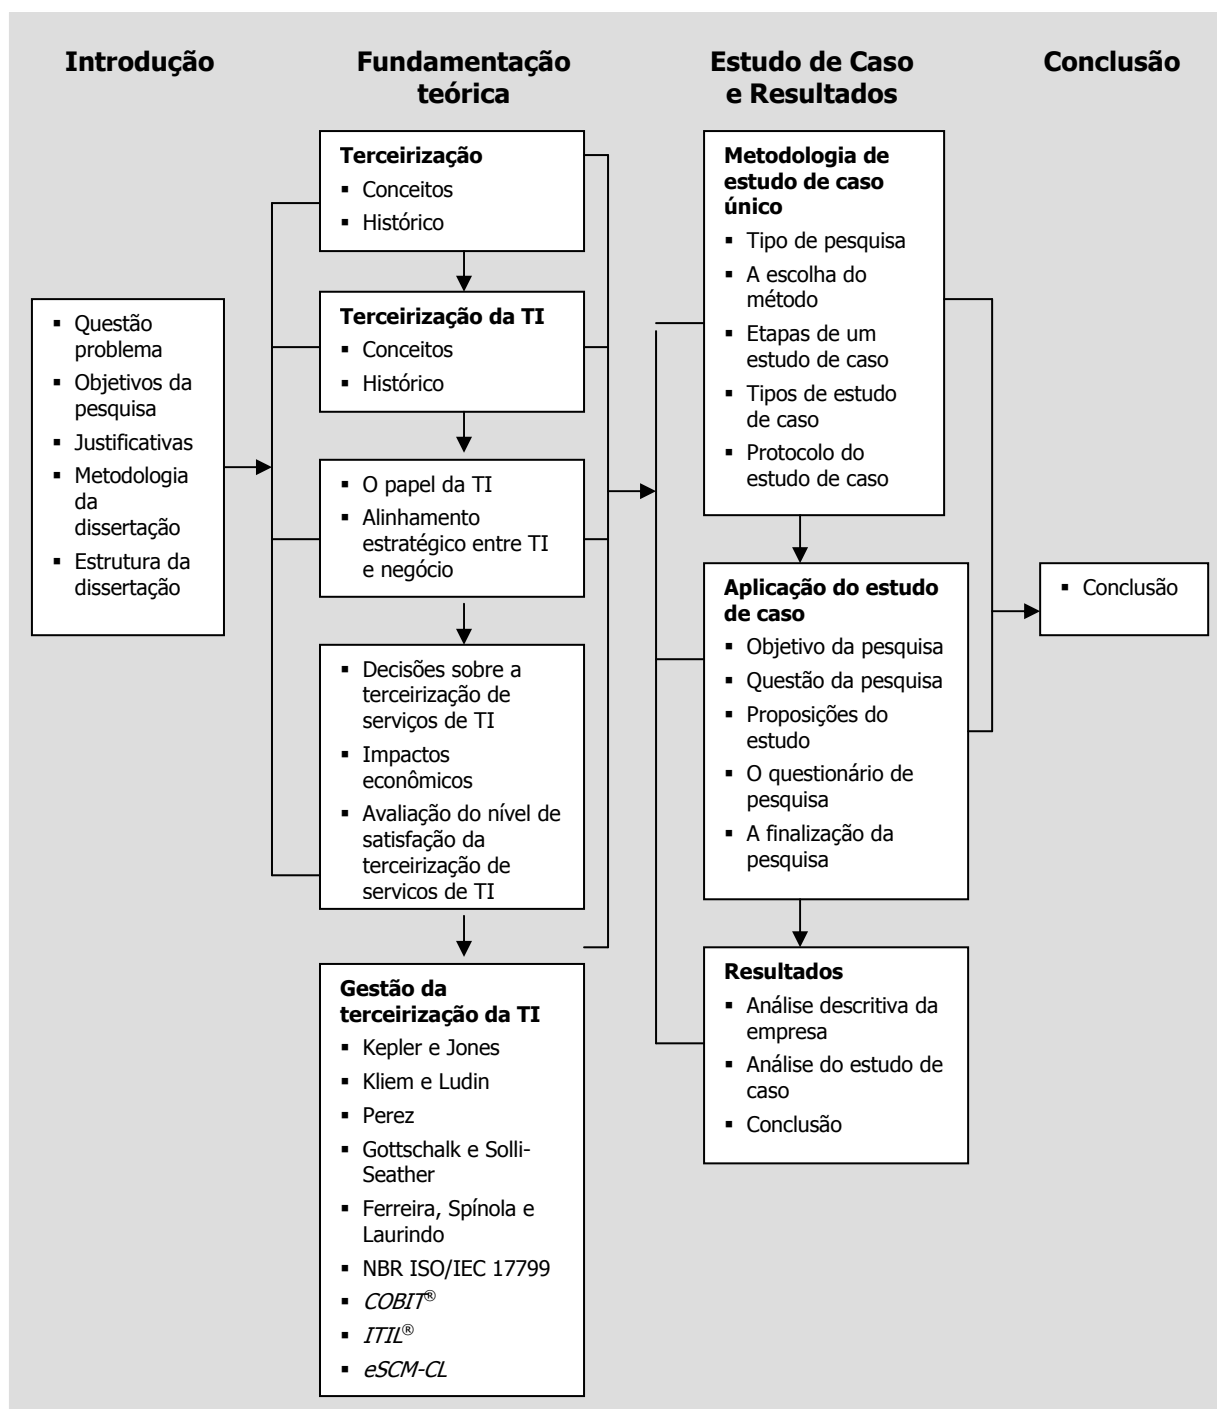 Introdução
Fundamentação
teórica
Estudo de Caso
e Resultados
Conclusão
▪ Questão
problema
▪ Objetivos da
pesquisa
▪ Justificativas
▪ Metodologia
da
dissertação
▪ Estrutura da
dissertação
Terceirização
▪ Conceitos
▪ Histórico
Terceirização da TI
▪ Conceitos
▪ Histórico
▪ O papel da TI
▪ Alinhamento
estratégico entre TI
e negócio
▪ Decisões sobre a
terceirização de
serviços de TI
▪ Impactos
econômicos
▪ Avaliação do nível de
satisfação da
terceirização de
servicos de TI
Gestão da
terceirização da TI
▪ Kepler e Jones
▪ Kliem e Ludin
▪ Perez
▪ Gottschalk e Solli-
Seather
▪ Ferreira, Spínola e
Laurindo
▪ NBR ISO/IEC 17799
▪ COBIT®
▪ ITIL®
▪ eSCM-CL
Metodologia de
estudo de caso
único
▪ Tipo de pesquisa
▪ A escolha do
método
▪ Etapas de um
estudo de caso
▪ Tipos de estudo
de caso
▪ Protocolo do
estudo de caso
Aplicação do estudo
de caso
▪ Objetivo da pesquisa
▪ Questão da pesquisa
▪ Proposições do
estudo
▪ O questionário de
pesquisa
▪ A finalização da
pesquisa
Resultados
▪ Análise descritiva da
empresa
▪ Análise do estudo de
caso
▪ Conclusão
▪ Conclusão